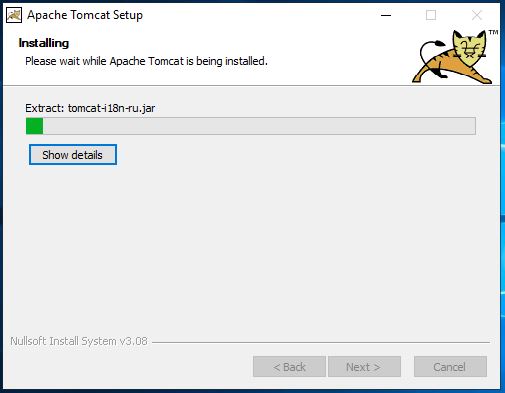 Apache Tomcat Setup
Installing
Please wait while Apache Tomcat is being installed.
TM
Extract: tomcat-i18n-ru.jar
Show details
Nullsoft Install System v3.08
< Back
Next >
Cancel